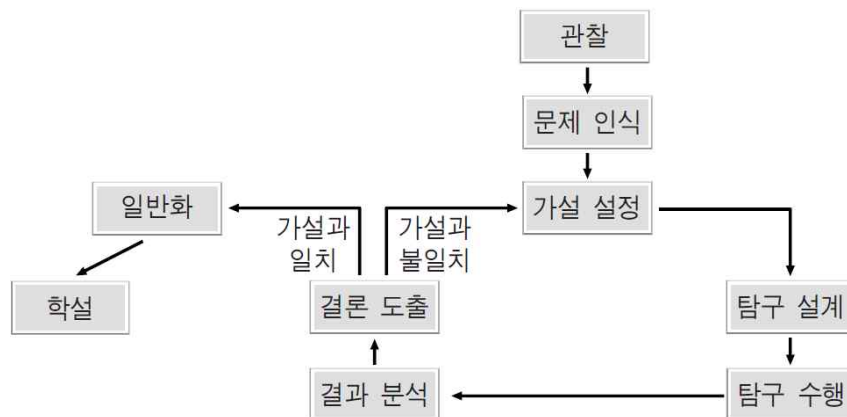 관찰
문제 인식
가설 설정
일반화
가설과
일치
가설과
불일치
학설
결론 도출
탐구 설계
결과 분석
탐구 수행